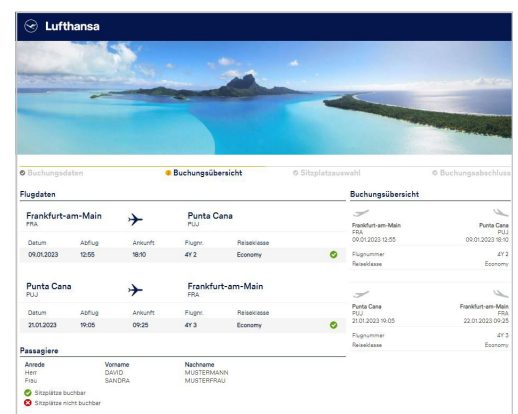 Lufthansa
Buchungsdaten
Buchungsübersicht
Sitzplatzauswahl
Buchungsabschluss
Flugdaten
Frankfurt-am-Main Punta Cana
FRA PUJ
Datum Abflug Ankunft Flugnr. Reiseklasse
09.01.2023 12:55 18:10 4Y 2 Economy
Punta Cana Frankfurt-am-Main
PUJ FRA
Datum Abflug Ankunft Flugnr. Reiseklasse
21.01.2023 19:05 09:25 4Y 3 Economy
Passagiere
Anrede Vorname Nachname
Herr DAVID MUSTERMANN
Frau SANDRA MUSTERFRAU
Sitzplätze buchbar
Sitzplätze nicht buchbar
Buchungsübersicht
Frankfurt-am-Main Punta Cana
FRA PUJ
09.01.2023 12:55 09.01.2023 18:10
Flugnummer 4Y 2
Reiseklasse Economy
Punta Cana Frankfurt-am-Main
PUJ FRA
21.01.2023 19:05 22.01.2023 09:25
Flugnummer 4Y 3
Reiseklasse Economy